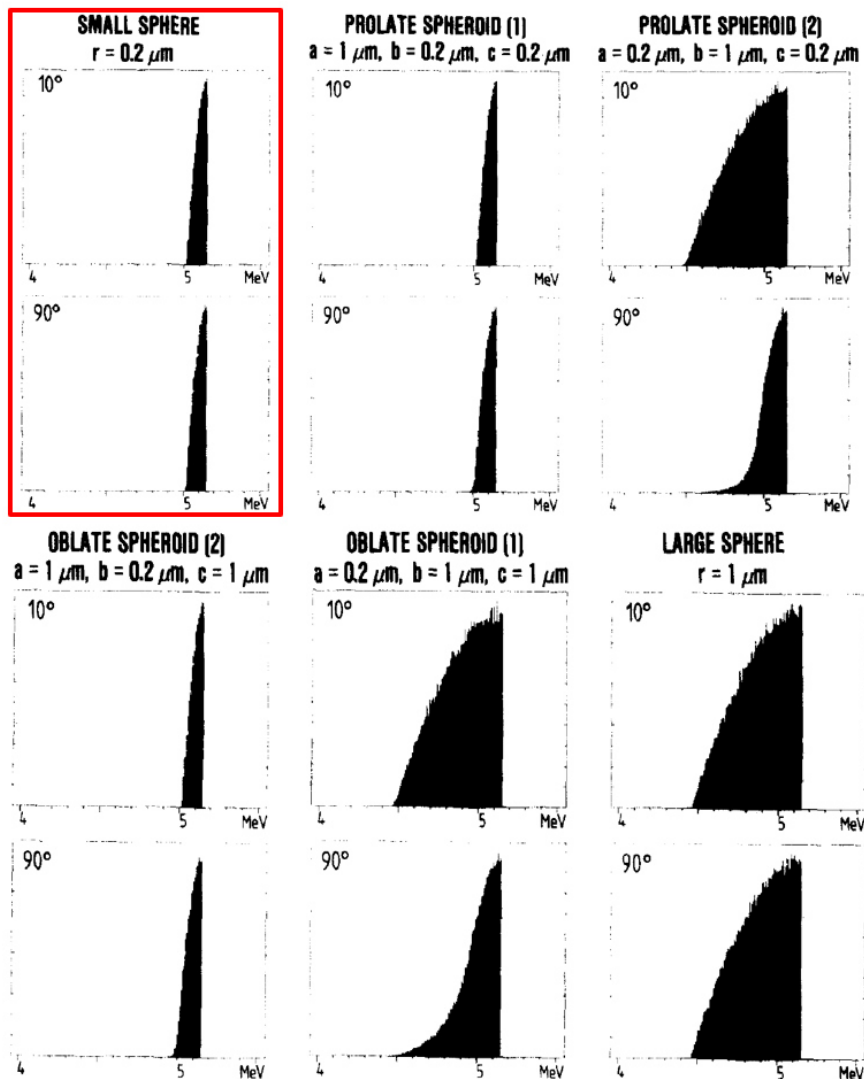 SMALL SPHERE
r = 0.2 μm
10°
4 5 MeV
90°
4 5 MeV
PROLATE SPHEROID (1)
a = 1 μm, b = 0.2 μm, c = 0.2 μm
10°
4 5 MeV
90°
4 5 MeV
PROLATE SPHEROID (2)
a = 0.2 μm, b = 1 μm, c = 0.2 μm
10°
4 5 MeV
90°
4 5 MeV
OBLATE SPHEROID (2)
a = 1 μm, b = 0.2 μm, c = 1 μm
10°
4 5 MeV
90°
4 5 MeV
OBLATE SPHEROID (1)
a = 0.2 μm, b = 1 μm, c = 1 μm
10°
4 5 MeV
90°
4 5 MeV
LARGE SPHERE
r = 1 μm
10°
4 5 MeV
90°
4 5 MeV